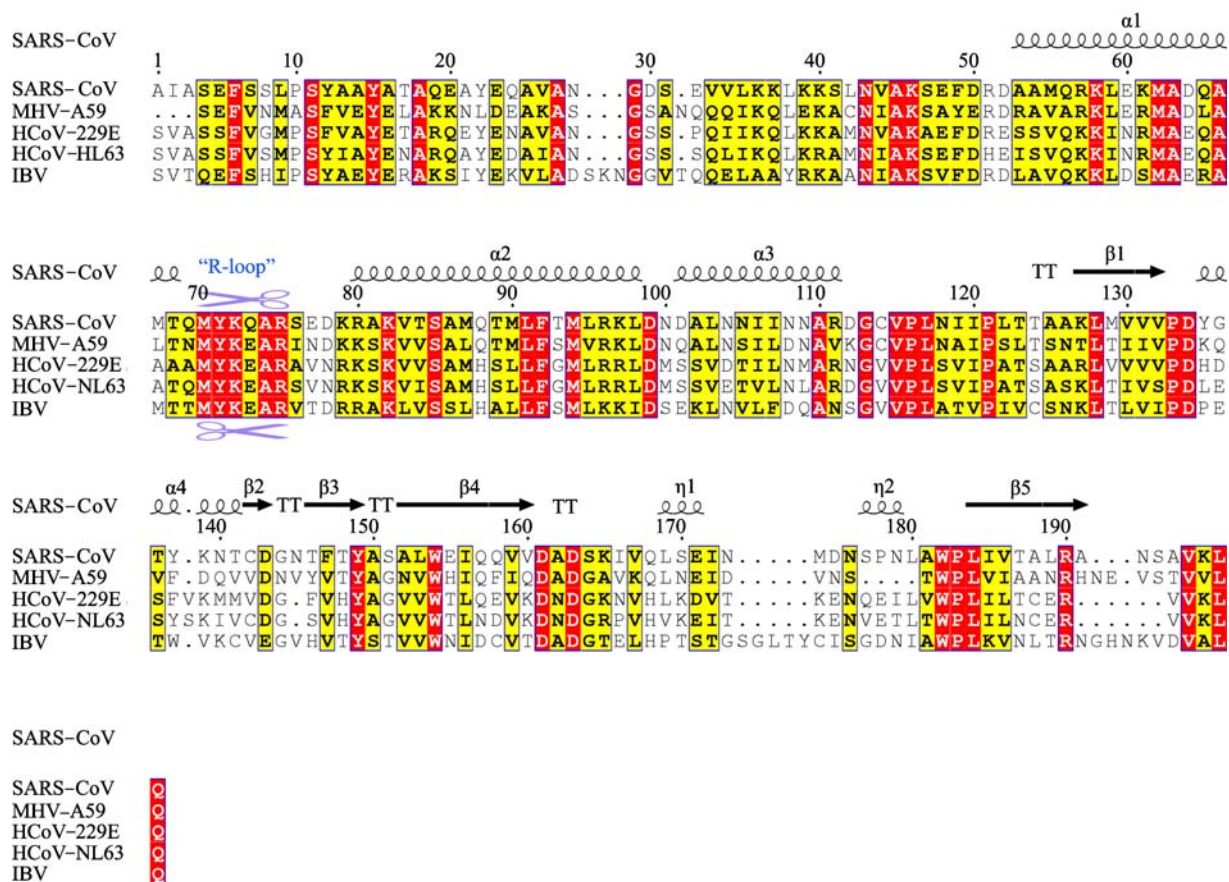 α1
SARS-CoV
1 10 20 30 40 50 60
SARS-CoV AIASEFSSLPSYAAYATAQEAYEQAVAN...GDS.EVVLKKLKKSLNVAKSEFDRDAAMQRKLEKMADQA
MHV-A59 ...SEFVNMASFVEYELAKKNLDEAKAS...GSANQQQIKQLEKACNIAKSAYERDRAVARKLERMADLA
HCoV-229E SVASSFVGMPSFVAYETARQEYENAVAN...GSS.PQIIKQLKKAMNVAKAEFDRESSVQKKINRMAEQA
HCoV-HL63 SVASSFVSMPSYIAYENARQAYEDAIAN...GSS.SQLIKQLKRAMNIAKSEFDHEISVQKKINRMAEQA
IBV SVTQEFSHIPSYAEYERAKSIYEKVLADSKNGGVTQQELAAYRKAANIAKSVFDRDLAVQKKLDSMAERA
SARS-CoV "R-loop" α2 α3 TT β1
70 80 90 100 110 120 130
SARS-CoV MTQMYKQARSEDKRAKVTSAMQTMLFTMLRKLDNDALNNIINNARDGCVPLNIIPLTTAAKLMVVVPDYG
MHV-A59 LTNMYKEARINDKKSKVVSALQTMLFSMVRKLDNQALNSILDNAVKGCVPLNAIPSLTSNTLTIIVPDKQ
HCoV-229E AAAMYKEARAVNRKSKVVSAMHSLLFGMLRRLDMSSVDTILNMARNGVVPLSVIPATSAARLVVVVPDHD
HCoV-NL63 ATQMYKEARAVNRKSKVISAMHSLLFGMLRRLDMSSVETVLNLARDGVVPLSVIPATSASKLTIVSPDLE
IBV MTTMYKEARVTDRRAKLVSSLHALLFSMLKKIDSEKLNVLFDQANSGVVPLATVPIVCSNKLTLVIPDPE
SARS-CoV α4 β2 TT β3 TT β4 TT η1 η2 β5
140 150 160 170 180 190
SARS-CoV TY.KNTCDGNTFTYASALWEIQQVVDADSKIVQLSEIN.....MDNSPNLAWPLIVTALRA...NSAVKL
MHV-A59 VF.DQVVDNVYVTYAGNVWHIQFIQDADGAVKQLNEID.....VNS....TWPLVIAANRHNE.VSTVVL
HCoV-229E SFVKMMVDG.FVHYAGVVWTLQEVKDNDGKNVHLKDVT.....KENQEILVWPLILTCER......VVKL
HCoV-NL63 SYSKIVCDG.SVHYAGVVWTLNDVKDNDGRPVHVKEIT.....KENVETLTWPLILNCER......VVKL
IBV TW.VKCVEGVHVTYSTVVWNIDCVTDADGTELHPTSTGSGLTYCISGDNIAWPLKVNLTRNGHNKVDVAL
SARS-CoV
SARS-CoV Q
MHV-A59 Q
HCoV-229E Q
HCoV-NL63 Q
IBV Q